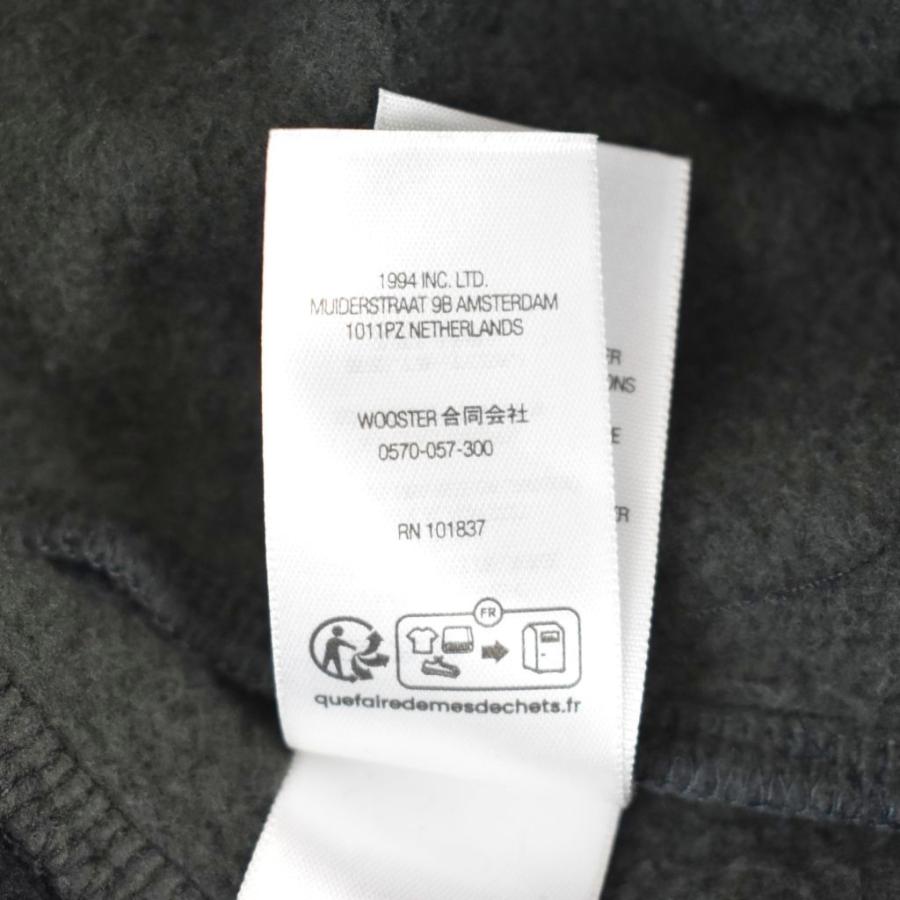 1994 INC. LTD.
MUIDERSTRAAT 9B AMSTERDAM
1011PZ NETHERLANDS
WOOSTER 合同会社
0570-057-300
RN 101837
FR
quefairedemesdechets.fr